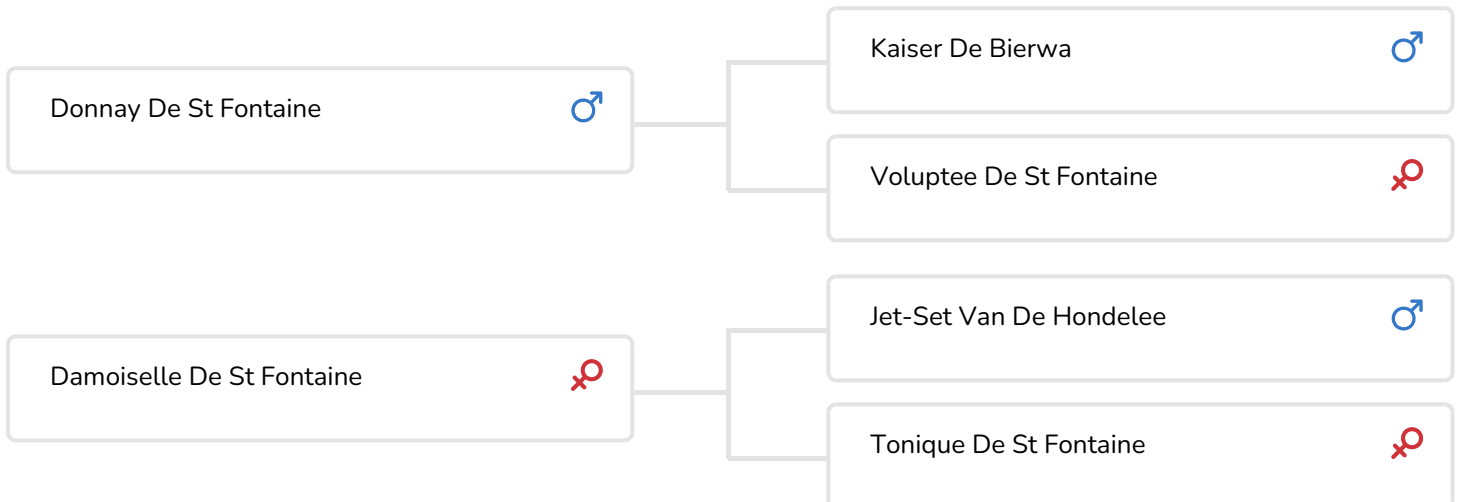 Kaiser De Bierwa
Donnay De St Fontaine
Voluptee De St Fontaine
Jet-Set Van De Hondelee
Damoiselle De St Fontaine
Tonique De St Fontaine